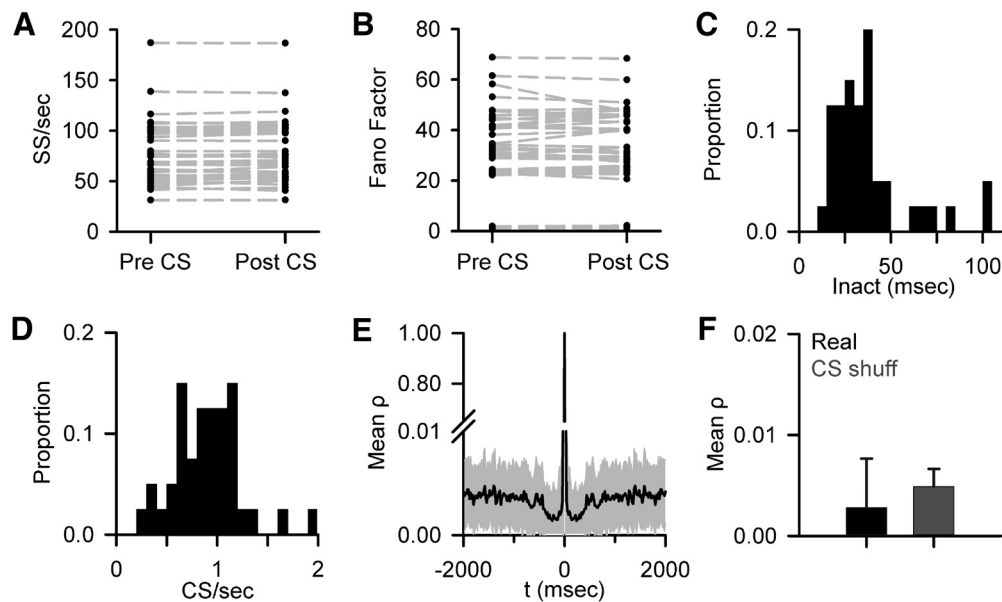 A
SS/sec
200
150
100
50
0
Pre CS
Post CS
B
Fano Factor
80
60
40
20
0
Pre CS
Post CS
C
Proportion
0.2
0.1
0.0
0
50
100
Inact (msec)
D
Proportion
0.2
0.1
0.0
0
1
2
CS/sec
E
Mean ρ
1.00
0.80
0.01
0.00
-2000
0
2000
t (msec)
F
Mean ρ
0.02
0.01
0.00
Real
CS shuff